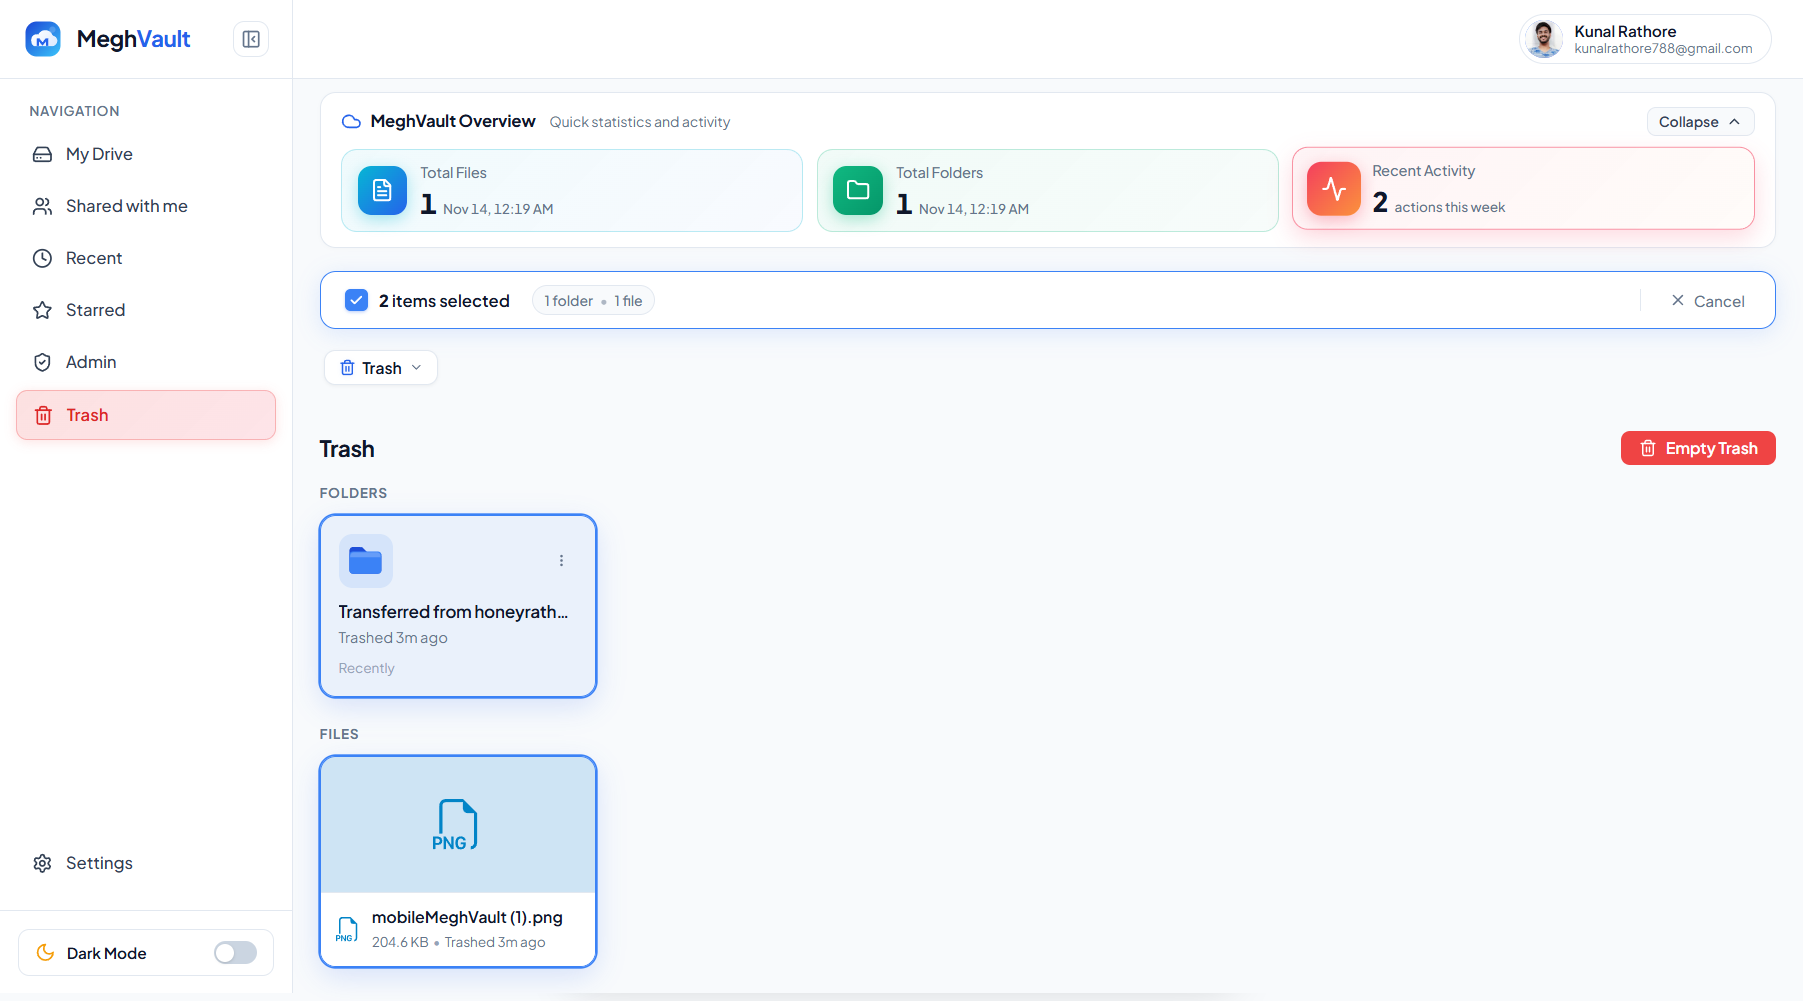 MeghVault
Kunal Rathore
kunalrathore788@gmail.com
NAVIGATION
My Drive
Shared with me
Recent
Starred
Admin
Trash
Settings
Dark Mode
MeghVault Overview Quick statistics and activity
Collapse
Total Files
1 Nov 14, 12:19 AM
Total Folders
1 Nov 14, 12:19 AM
Recent Activity
2 actions this week
2 items selected 1 folder • 1 file
Cancel
Trash
Trash
Empty Trash
FOLDERS
Transferred from honeyrath...
Trashed 3m ago
Recently
FILES
PNG
PNG
mobileMeghVault (1).png
204.6 KB • Trashed 3m ago